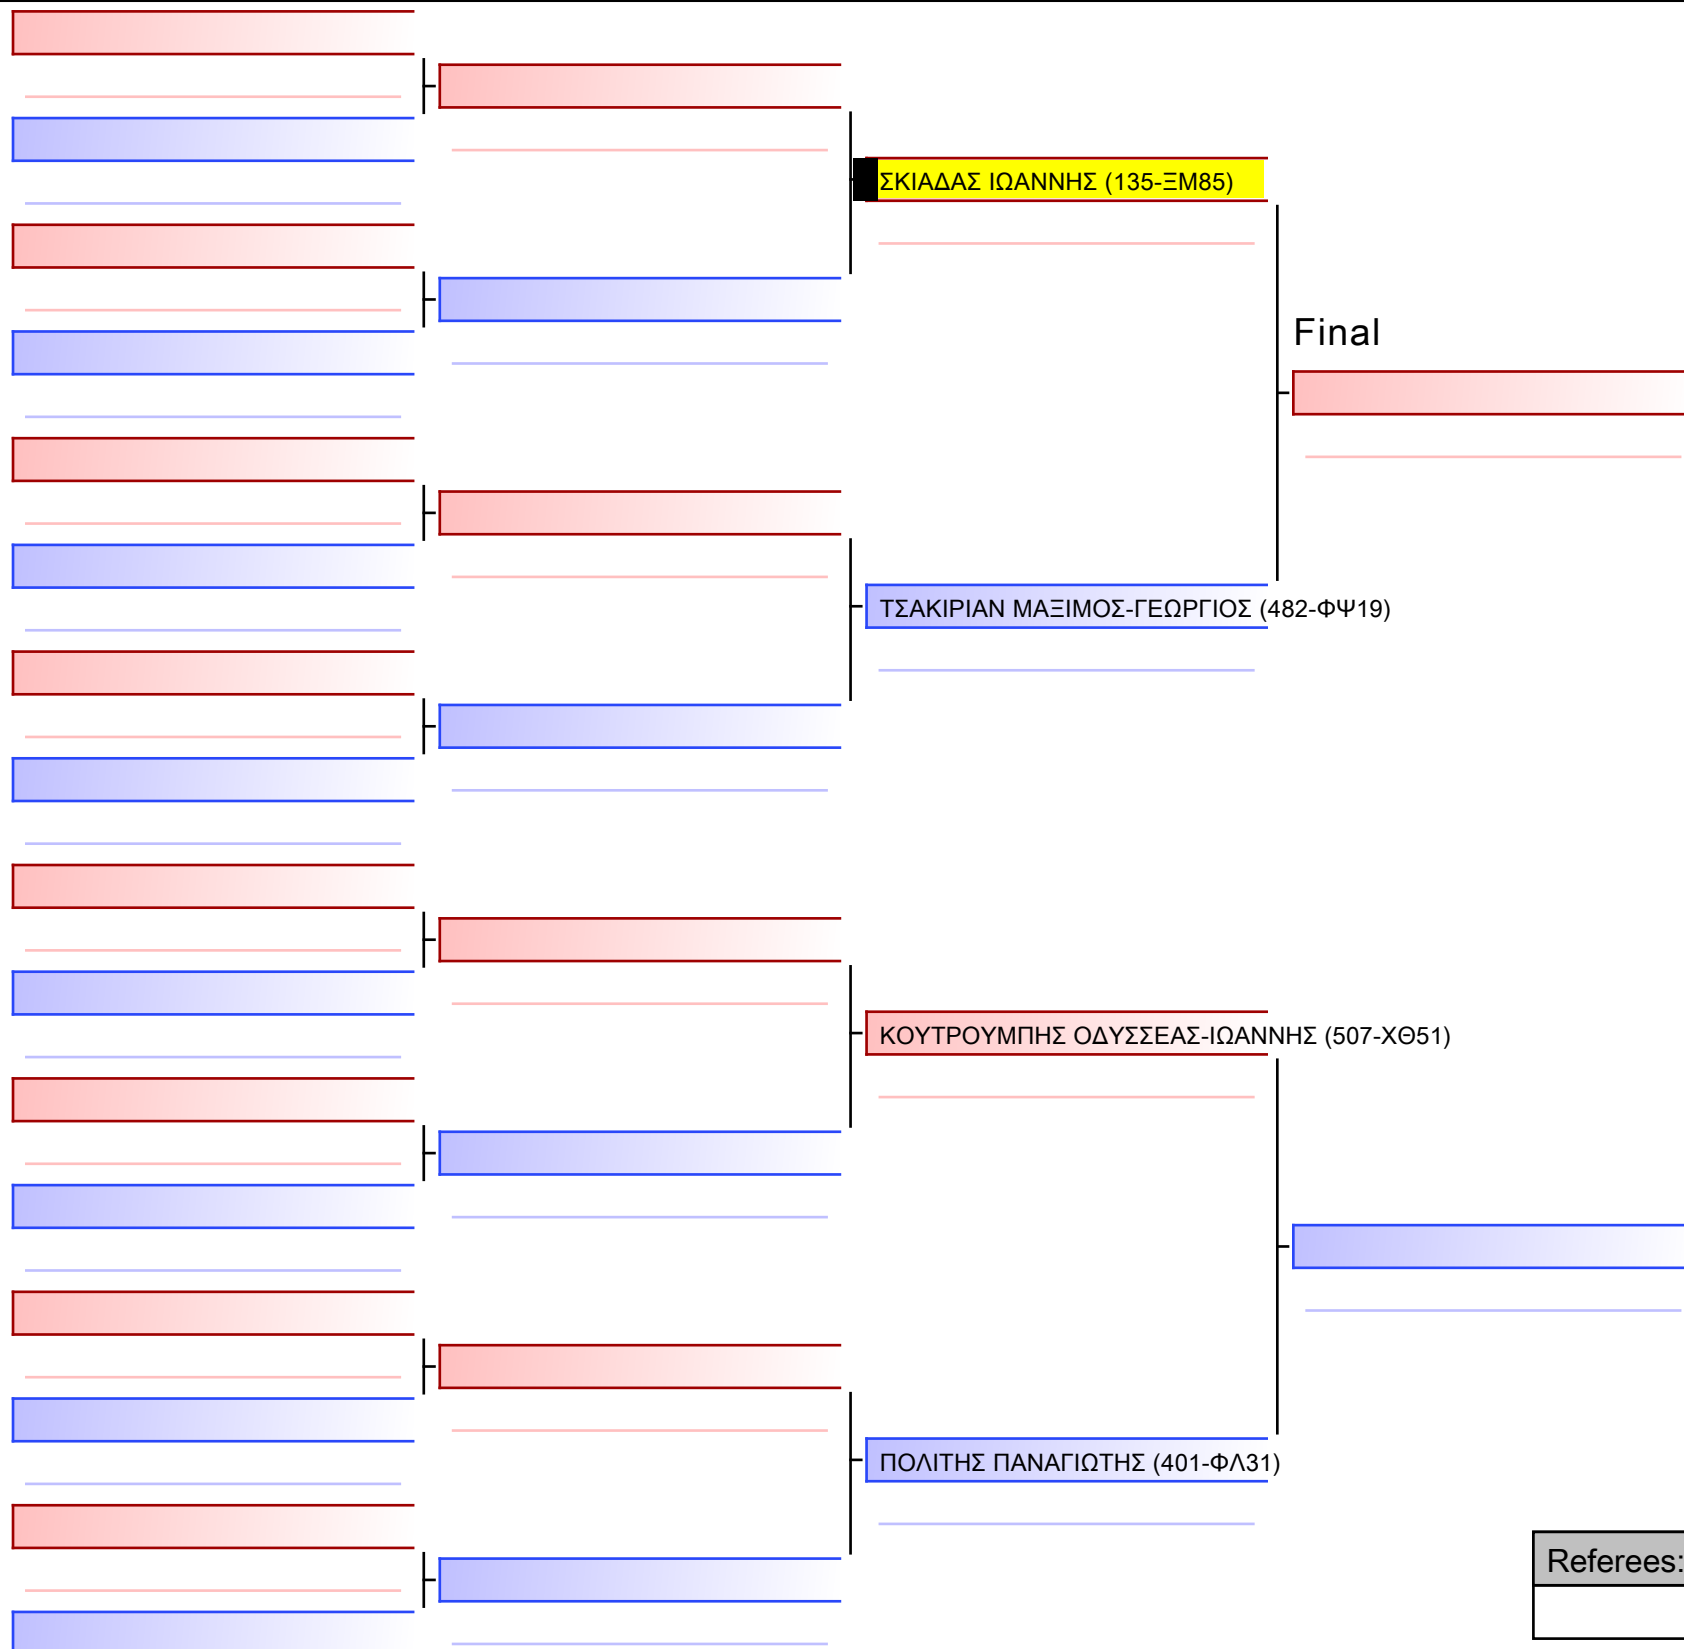 ΣΚΙΑΔΑΣ ΙΩΑΝΝΗΣ (135-ΞΜ85)
Final
ΤΣΑΚΙΡΙΑΝ ΜΑΞΙΜΟΣ-ΓΕΩΡΓΙΟΣ (482-ΦΨ19)
ΚΟΥΤΡΟΥΜΠΗΣ ΟΔΥΣΣΕΑΣ-ΙΩΑΝΝΗΣ (507-ΧΘ51)
ΠΟΛΙΤΗΣ ΠΑΝΑΓΙΩΤΗΣ (401-ΦΛ31)
Referees: